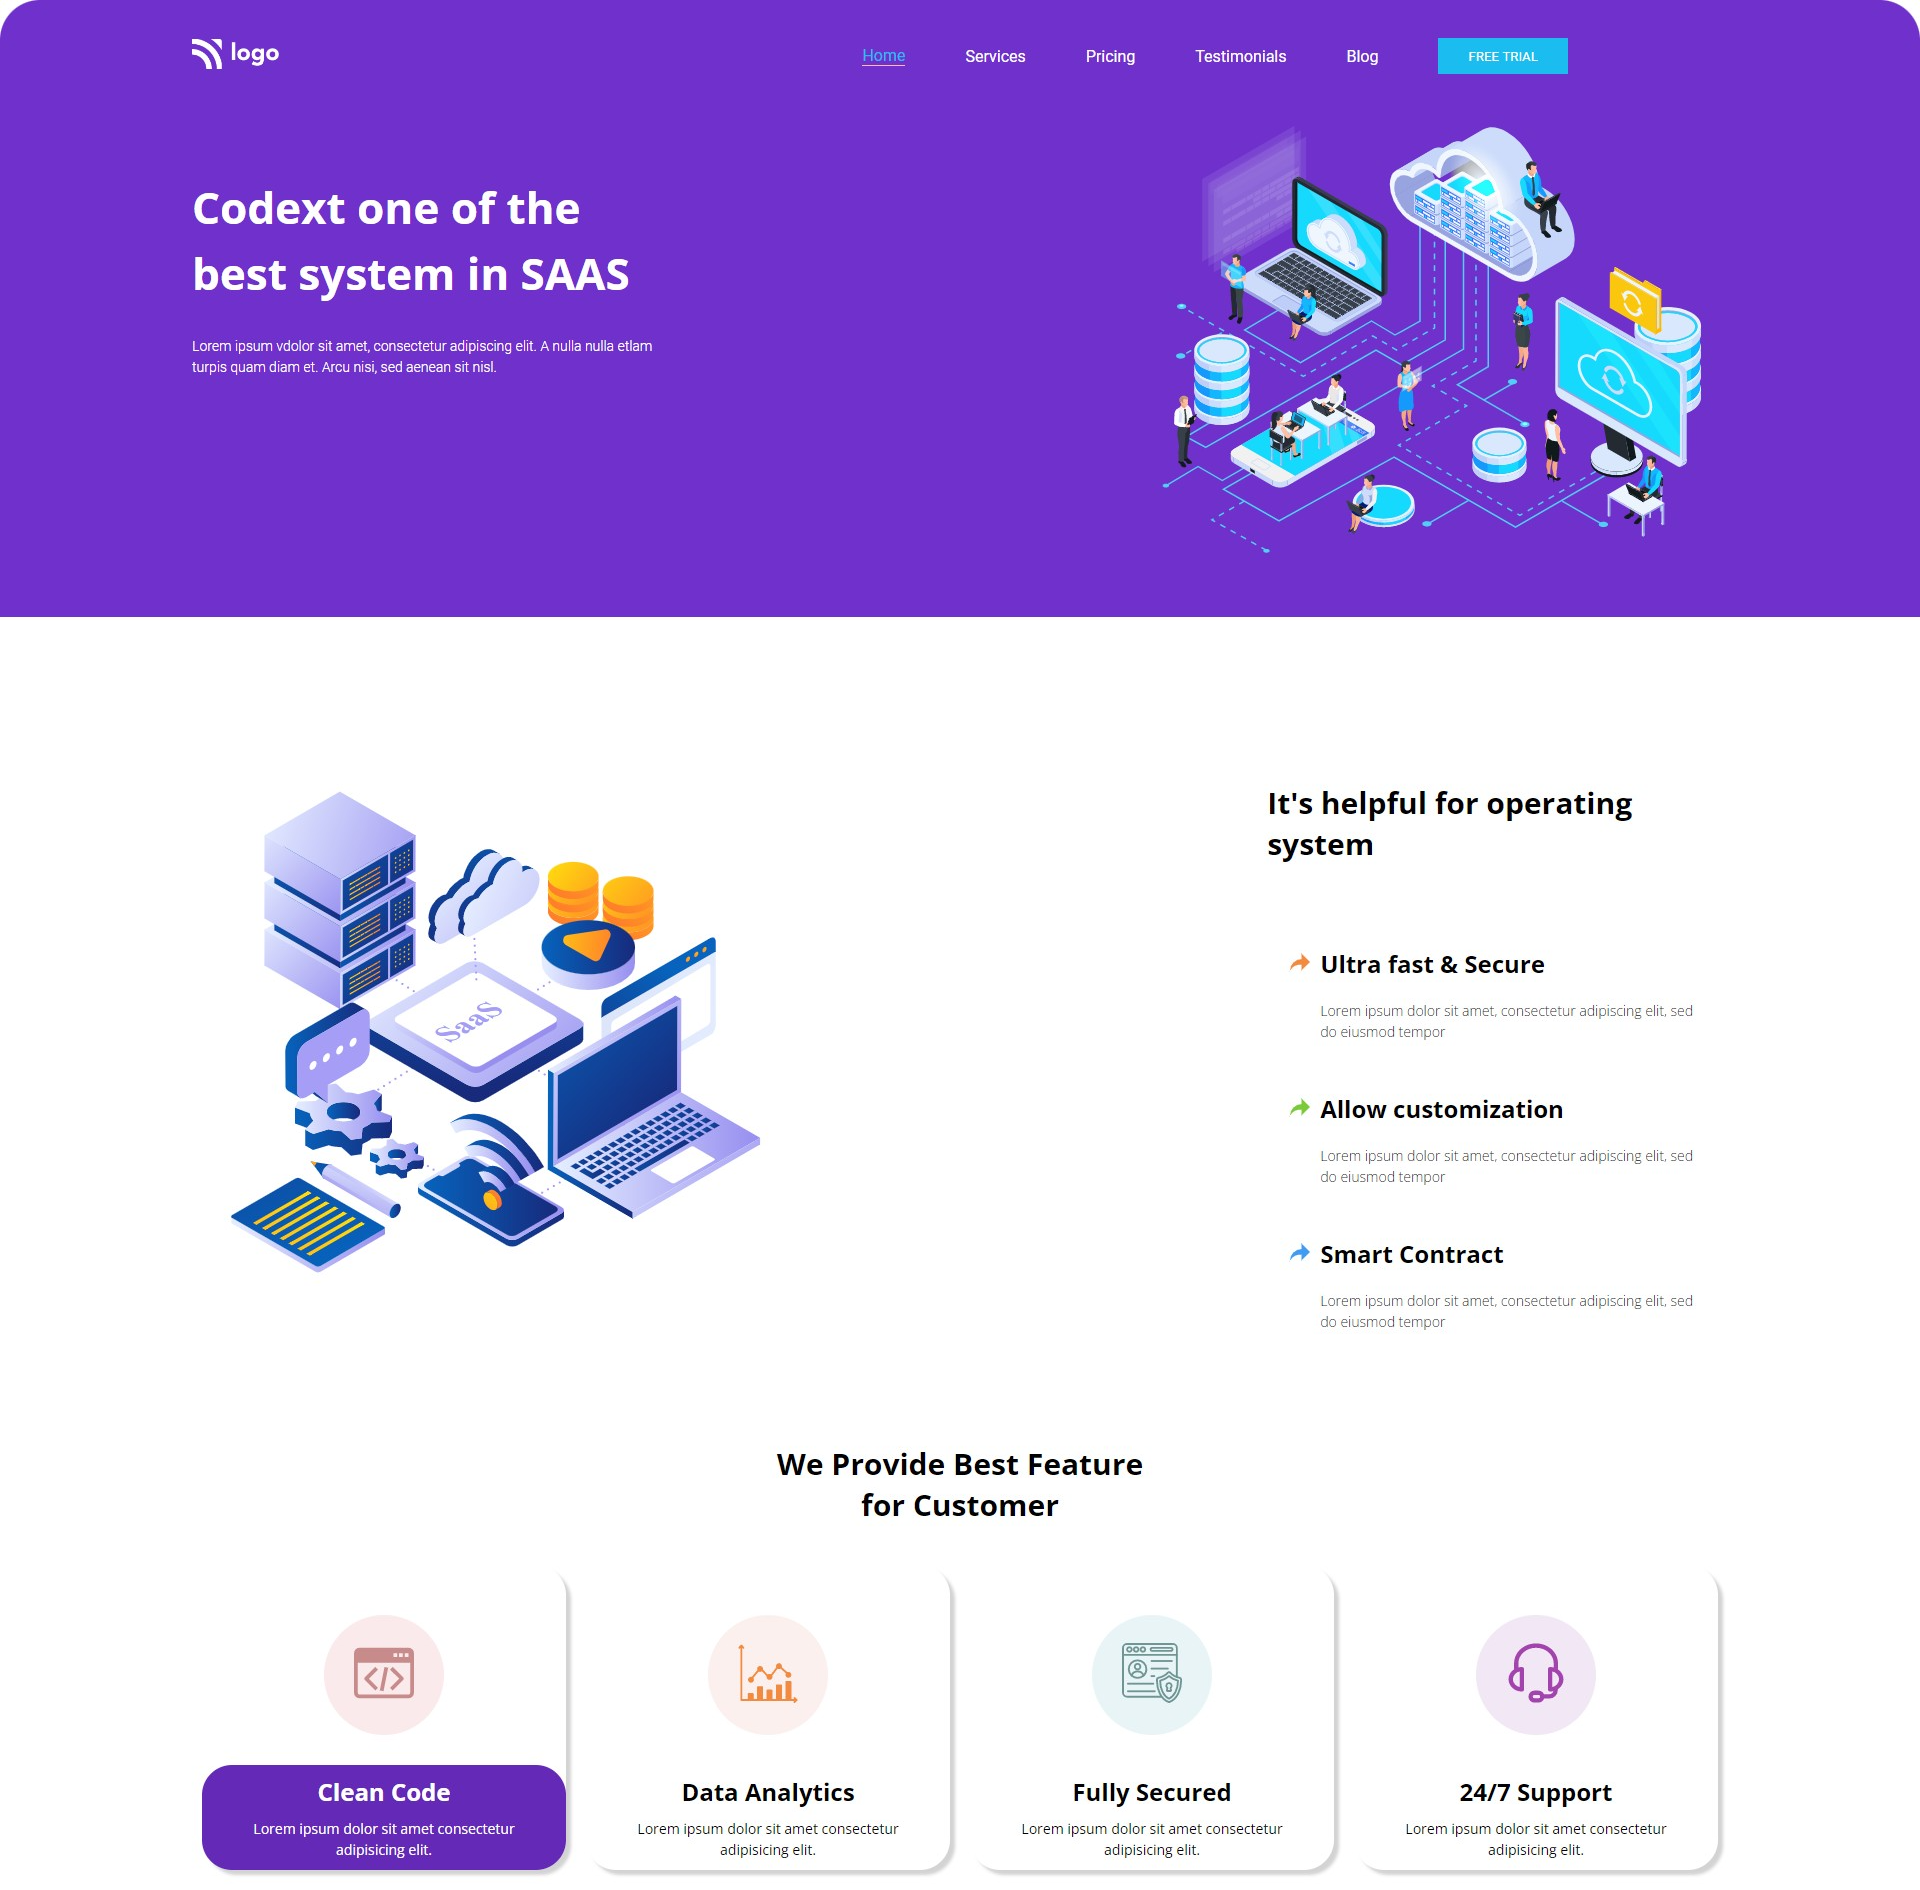 logo
Home
Services
Pricing
Testimonials
Blog
FREE TRIAL
Codext one of the
best system in SAAS
Lorem ipsum vdolor sit amet, consectetur adipiscing elit. A nulla nulla etlam
turpis quam diam et. Arcu nisi, sed aenean sit nisl.
SaaS
It's helpful for operating
system
Ultra fast & Secure
Lorem ipsum dolor sit amet, consectetur adipiscing elit, sed
do eiusmod tempor
Allow customization
Lorem ipsum dolor sit amet, consectetur adipiscing elit, sed
do eiusmod tempor
Smart Contract
Lorem ipsum dolor sit amet, consectetur adipiscing elit, sed
do eiusmod tempor
We Provide Best Feature
for Customer
Clean Code
Lorem ipsum dolor sit amet consectetur
adipisicing elit.
Data Analytics
Lorem ipsum dolor sit amet consectetur
adipisicing elit.
Fully Secured
Lorem ipsum dolor sit amet consectetur
adipisicing elit.
24/7 Support
Lorem ipsum dolor sit amet consectetur
adipisicing elit.